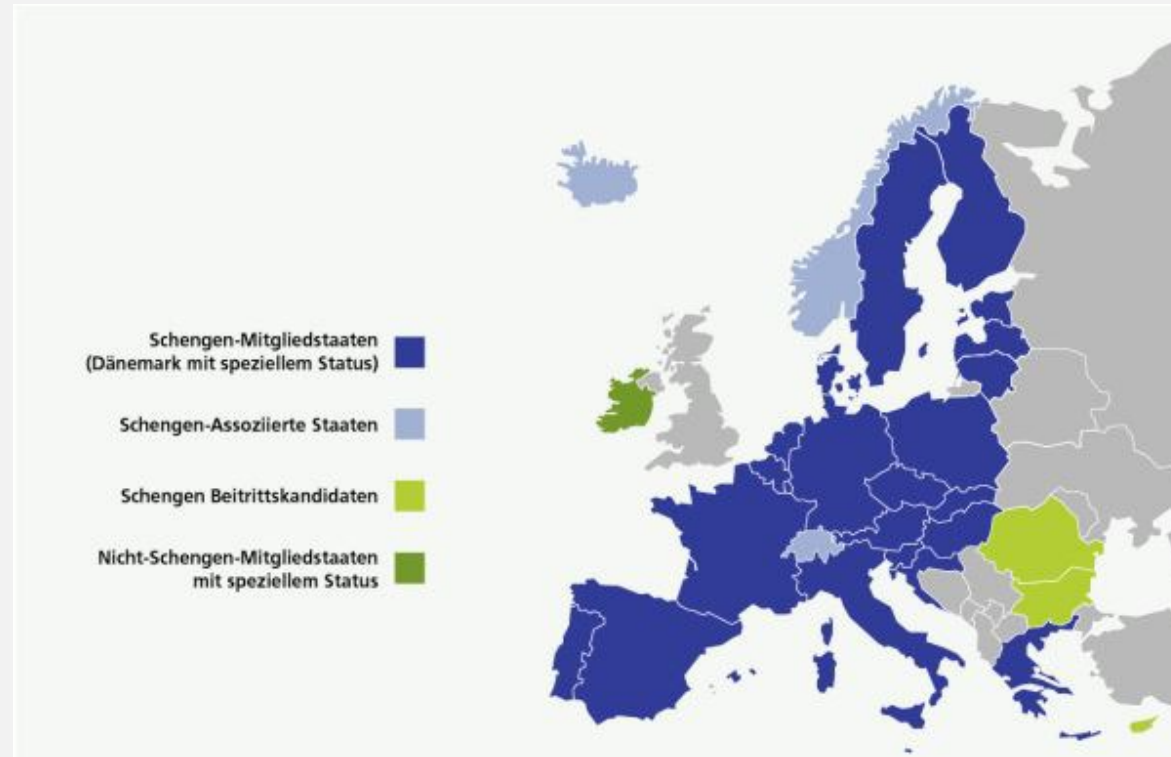 Schengen-Mitgliedstaaten
(Dänemark mit speziellem Status)
Schengen-Assoziierte Staaten
Schengen Beitrittskandidaten
Nicht-Schengen-Mitgliedstaaten
mit speziellem Status